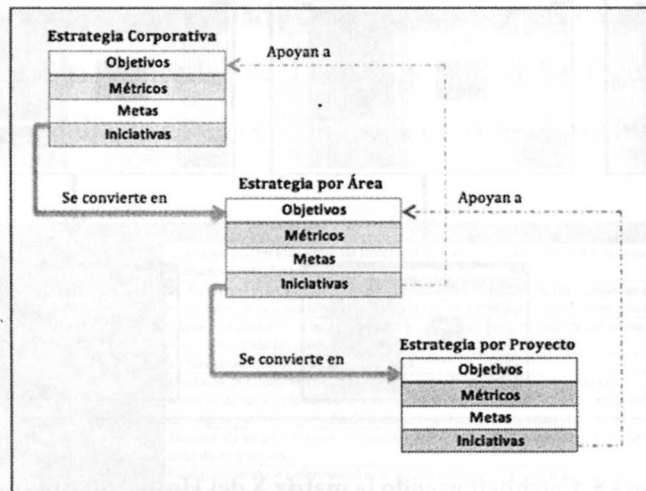 Estrategia Corporativa
Apoyan a
Objetivos
Métricos
Metas
Iniciativas
Se convierte en
Estrategia por Área
Apoyan a
Objetivos
Métricos
Metas
Iniciativas
Se convierte en
Estrategia por Proyecto
Objetivos
Métricos
Metas
Iniciativas